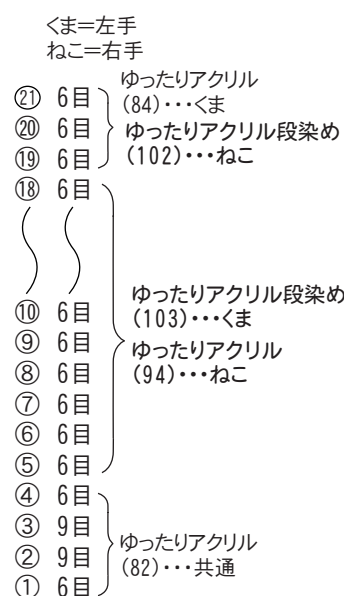 くま＝左手
ねこ＝右手
㉑ 6目
⑳ 6目
⑲ 6目
ゆったりアクリル
(84)・・・くま
ゆったりアクリル段染め
(102)・・・ねこ
⑱ 6目
⑩ 6目
⑨ 6目
⑧ 6目
⑦ 6目
⑥ 6目
⑤ 6目
ゆったりアクリル段染め
(103)・・・くま
ゆったりアクリル
(94)・・・ねこ
④ 6目
③ 9目
② 9目
① 6目
ゆったりアクリル
(82)・・・共通